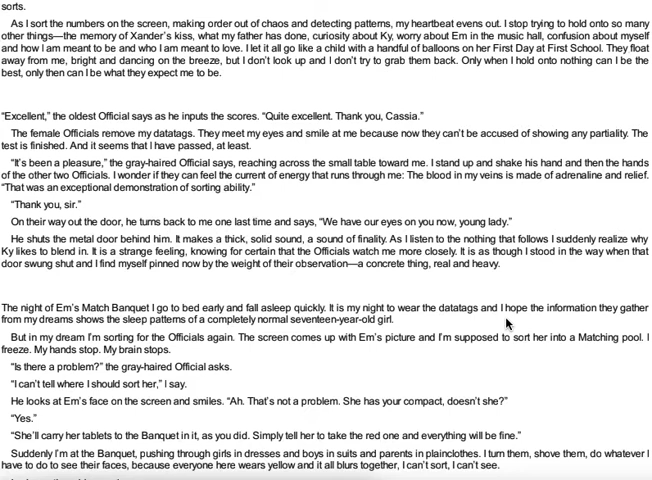 sorts.
As I sort the numbers on the screen, making order out of chaos and detecting patterns, my heartbeat evens out. I stop trying to hold onto so many
other things—the memory of Xander's kiss, what my father has done, curiosity about Ky, worry about Em in the music hall, confusion about myself
and how I am meant to be and who I am meant to love. I let it all go like a child with a handful of balloons on her First Day at First School. They float
away from me, bright and dancing on the breeze, but I don't look up and I don't try to grab them back. Only when I hold onto nothing can I be the
best, only then can I be what they expect me to be.
“Excellent,” the oldest Official says as he inputs the scores. “Quite excellent. Thank you, Cassia.”
The female Officials remove my datatags. They meet my eyes and smile at me because now they can't be accused of showing any partiality. The
test is finished. And it seems that I have passed, at least.
“It's been a pleasure,” the gray-haired Official says, reaching across the small table toward me. I stand up and shake his hand and then the hands
of the other two Officials. I wonder if they can feel the current of energy that runs through me: The blood in my veins is made of adrenaline and relief.
“That was an exceptional demonstration of sorting ability.”
“Thank you, sir.”
On their way out the door, he turns back to me one last time and says, “We have our eyes on you now, young lady.”
He shuts the metal door behind him. It makes a thick, solid sound, a sound of finality. As I listen to the nothing that follows I suddenly realize why
Ky likes to blend in. It is a strange feeling, knowing for certain that the Officials watch me more closely. It is as though I stood in the way when that
door swung shut and I find myself pinned now by the weight of their observation—a concrete thing, real and heavy.
The night of Em's Match Banquet I go to bed early and fall asleep quickly. It is my night to wear the datatags and I hope the information they gather
from my dreams shows the sleep patterns of a completely normal seventeen-year-old girl.
But in my dream I'm sorting for the Officials again. The screen comes up with Em's picture and I'm supposed to sort her into a Matching pool. I
freeze. My hands stop. My brain stops.
“Is there a problem?” the gray-haired Official asks.
“I can't tell where I should sort her,” I say.
He looks at Em's face on the screen and smiles. “Ah. That's not a problem. She has your compact, doesn't she?”
“Yes.”
“She'll carry her tablets to the Banquet in it, as you did. Simply tell her to take the red one and everything will be fine.”
Suddenly I'm at the Banquet, pushing through girls in dresses and boys in suits and parents in plainclothes. I turn them, shove them, do whatever I
have to do to see their faces, because everyone here wears yellow and it all blurs together, I can't sort, I can't see.